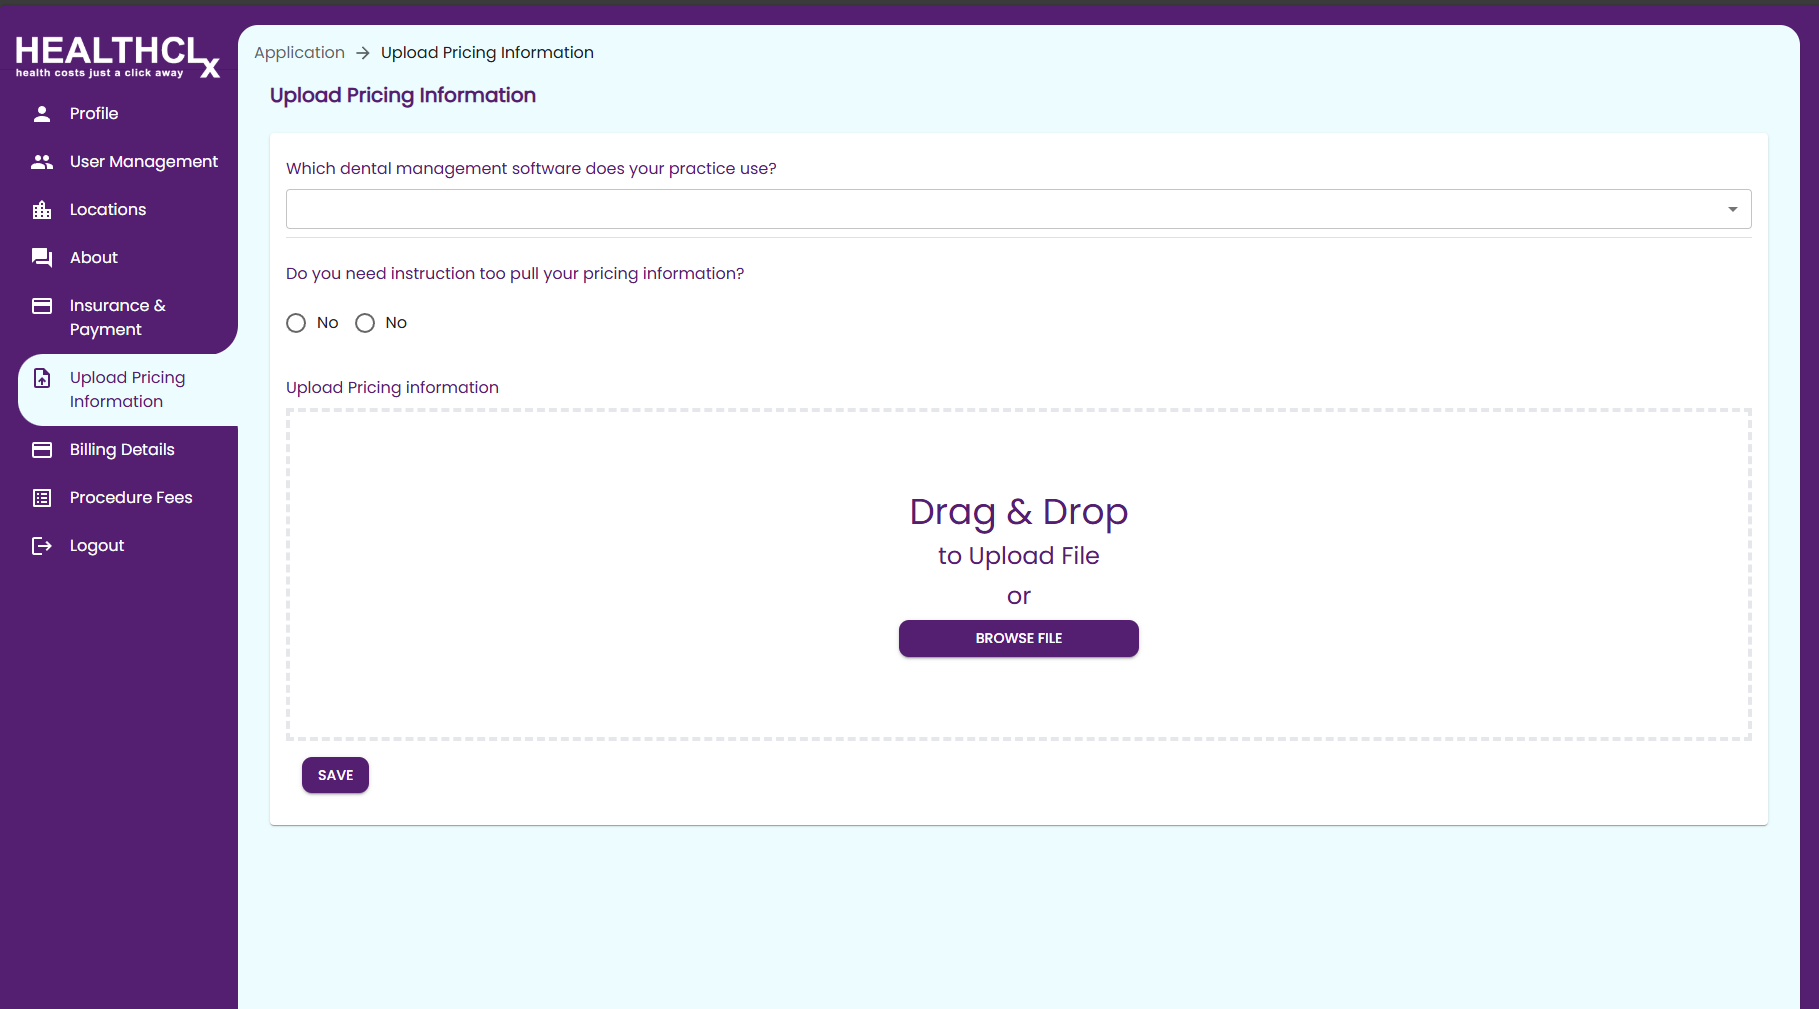 HEALTHCLx
health costs just a click away
Profile
User Management
Locations
About
Insurance &
Payment
Upload Pricing
Information
Billing Details
Procedure Fees
Logout
Application → Upload Pricing Information
Upload Pricing Information
Which dental management software does your practice use?
Do you need instruction too pull your pricing information?
No No
Upload Pricing information
Drag & Drop
to Upload File
or
BROWSE FILE
SAVE